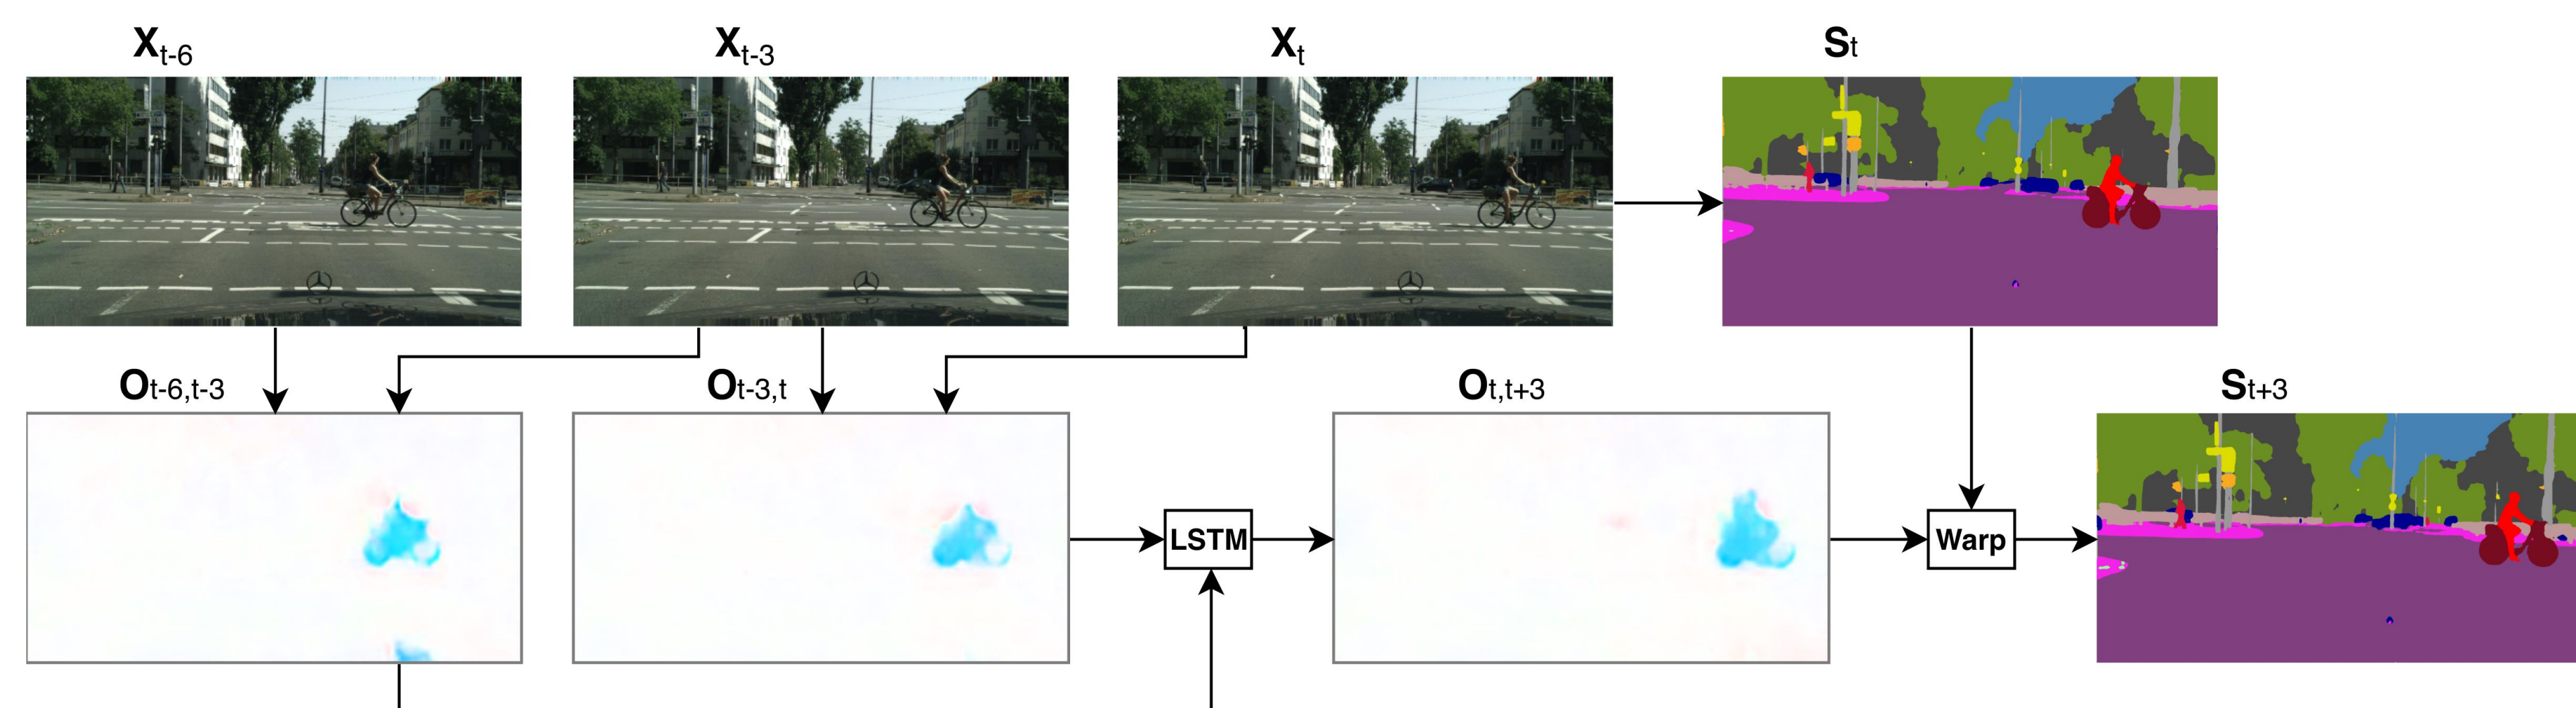 Xt-6
Xt-3
Xt
St
Ot-6,t-3
Ot-3,t
Ot,t+3
St+3
LSTM
Warp